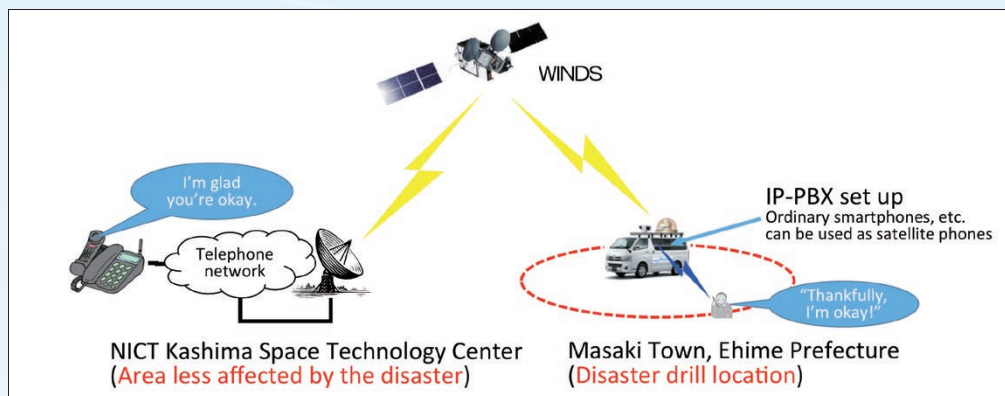 WINDS
I'm glad
you're okay.
Telephone
network
IP-PBX set up
Ordinary smartphones, etc.
can be used as satellite phones
"Thankfully,
I'm okay!"
NICT Kashima Space Technology Center
(Area less affected by the disaster)
Masaki Town, Ehime Prefecture
(Disaster drill location)